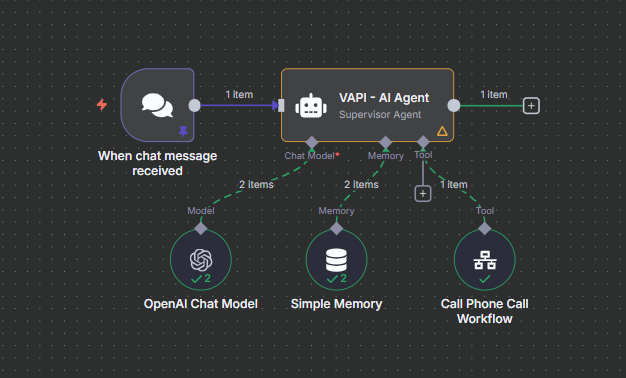 1 item
VAPI - AI Agent
Supervisor Agent
1 item
When chat message
received
Chat Model*
Memory
Tool
2 items
2 items
1 item
Model
Memory
Tool
2
2
OpenAI Chat Model
Simple Memory
Call Phone Call
Workflow